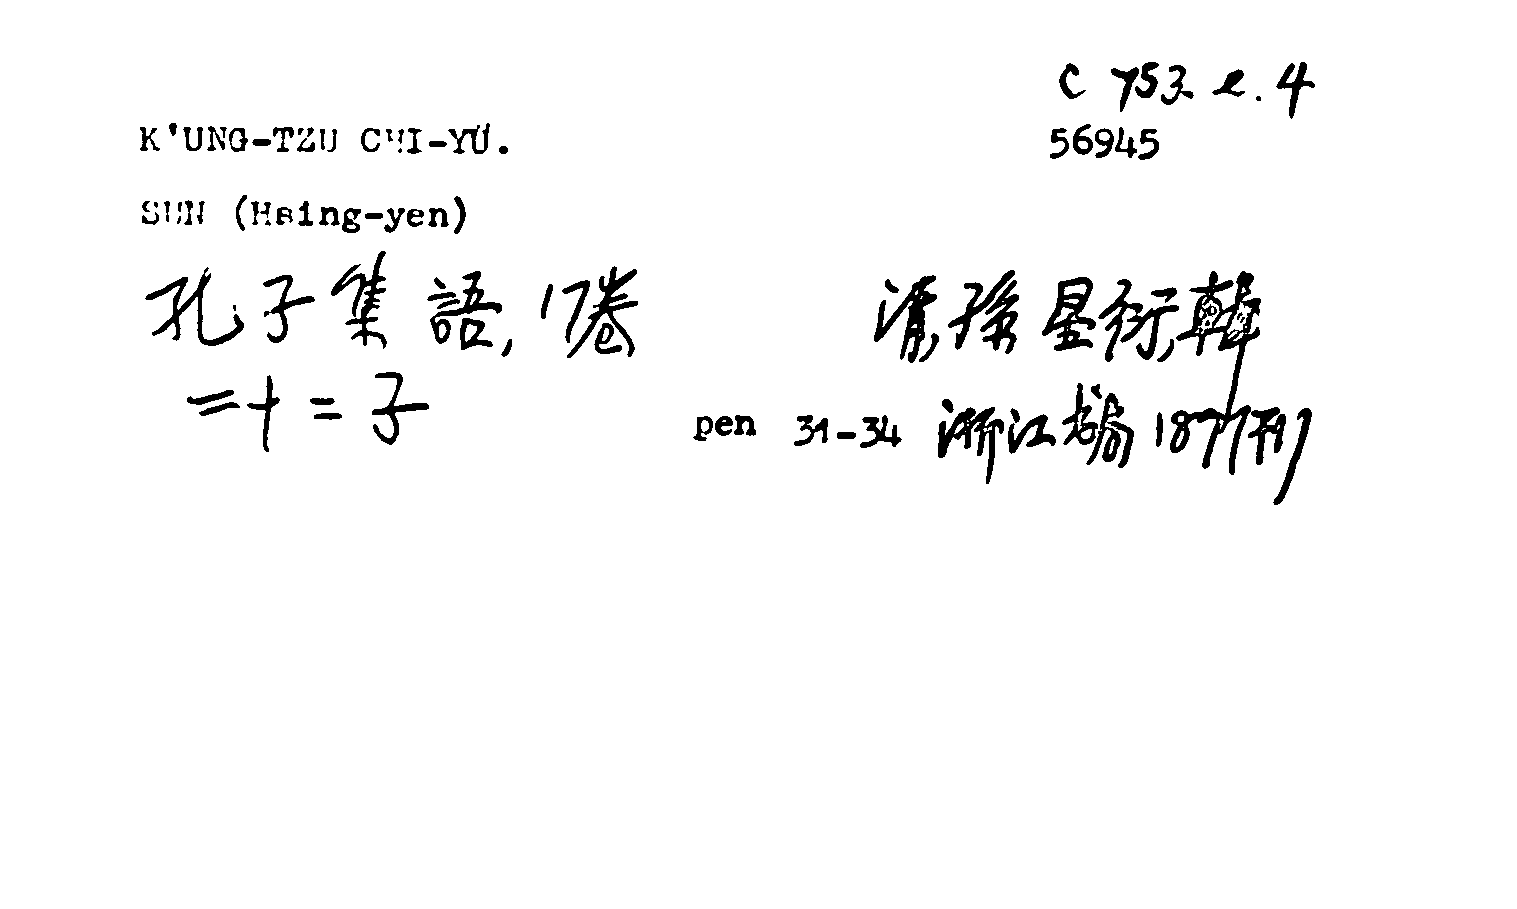 C 753.e.4
K'UNG-TZU CHI-YÜ.
56945
SUN (Hsing-yen)
孔子集語, 17卷 清孫星衍輯
二十二子
pen 31-34 浙江書局1877刊